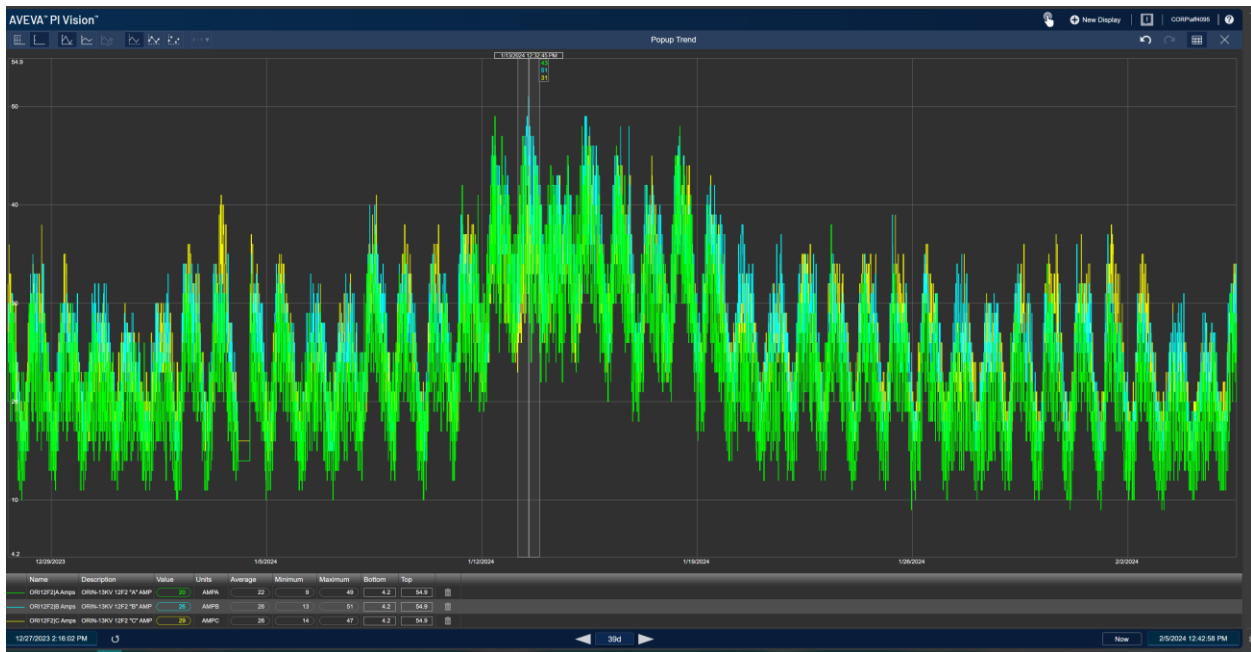 AVEVA™ PI Vision™
New Display
CORP\afh095
Popup Trend
54.9
1/13/2024 12:32:45 PM
43
51
31
50
40
30
20
10
4.2
12/29/2023 1/5/2024 1/12/2024 1/19/2024 1/26/2024 2/2/2024
Name Description Value Units Average Minimum Maximum Bottom Top
ORI12F2|A Amps ORIN-13KV 12F2 "A" AMP 20 AMPA 22 9 49 4.2 54.9
ORI12F2|B Amps ORIN-13KV 12F2 "B" AMP 26 AMPB 26 13 51 4.2 54.9
ORI12F2|C Amps ORIN-13KV 12F2 "C" AMP 29 AMPC 26 14 47 4.2 54.9
12/27/2023 2:16:02 PM 39d Now 2/5/2024 12:42:58 PM